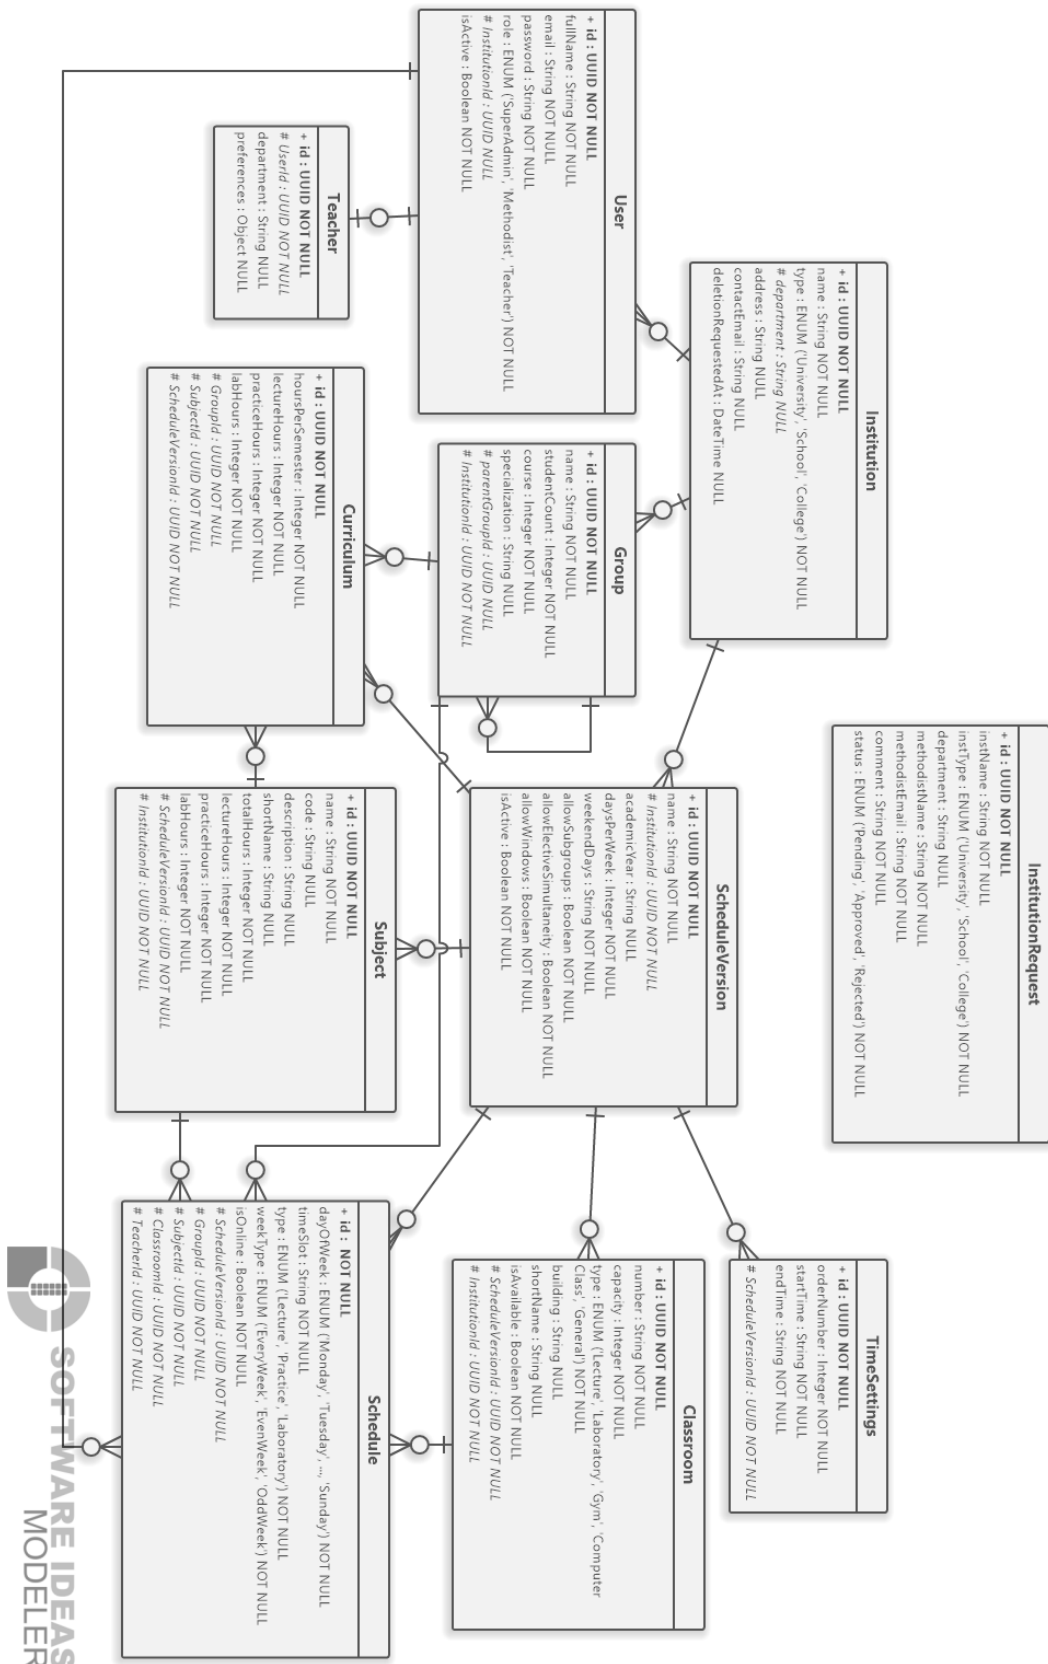 User
+ id : UUID NOT NULL
fullName : String NOT NULL
email : String NOT NULL
password : String NOT NULL
role : ENUM ('SuperAdmin', 'Methodist', 'Teacher') NOT NULL
# InstitutionId : UUID NULL
isActive : Boolean NOT NULL
Teacher
+ id : UUID NOT NULL
# UserId : UUID NOT NULL
department : String NULL
preferences : Object NULL
Institution
+ id : UUID NOT NULL
name : String NOT NULL
type : ENUM ('University', 'School', 'College') NOT NULL
# department : String NULL
address : String NULL
contactEmail : String NULL
deletionRequestedAt : DateTime NULL
Group
+ id : UUID NOT NULL
name : String NOT NULL
studentCount : Integer NOT NULL
course : Integer NOT NULL
specialization : String NULL
# parentGroupId : UUID NULL
# InstitutionId : UUID NOT NULL
Curriculum
+ id : UUID NOT NULL
hoursPerSemester : Integer NOT NULL
lectureHours : Integer NOT NULL
practiceHours : Integer NOT NULL
labHours : Integer NOT NULL
# GroupId : UUID NOT NULL
# SubjectId : UUID NOT NULL
# ScheduleVersionId : UUID NOT NULL
InstitutionRequest
+ id : UUID NOT NULL
instName : String NOT NULL
instType : ENUM ('University', 'School', 'College') NOT NULL
department : String NULL
methodistName : String NOT NULL
methodistEmail : String NOT NULL
comment : String NOT NULL
status : ENUM ('Pending', 'Approved', 'Rejected') NOT NULL
ScheduleVersion
+ id : UUID NOT NULL
name : String NOT NULL
# InstitutionId : UUID NOT NULL
academicYear : String NULL
daysPerWeek : Integer NOT NULL
weekendDays : String NOT NULL
allowSubgroups : Boolean NOT NULL
allowElectiveSimultaneity : Boolean NOT NULL
allowWindows : Boolean NOT NULL
isActive : Boolean NOT NULL
Subject
+ id : UUID NOT NULL
name : String NOT NULL
code : String NULL
description : String NULL
shortName : String NULL
totalHours : Integer NOT NULL
lectureHours : Integer NOT NULL
practiceHours : Integer NOT NULL
labHours : Integer NOT NULL
# ScheduleVersionId : UUID NOT NULL
# InstitutionId : UUID NOT NULL
TimeSettings
+ id : UUID NOT NULL
orderNumber : Integer NOT NULL
startTime : String NOT NULL
endTime : String NOT NULL
# ScheduleVersionId : UUID NOT NULL
Classroom
+ id : UUID NOT NULL
number : String NOT NULL
capacity : Integer NOT NULL
type : ENUM ('Lecture', 'Laboratory', 'Gym', 'Computer
Class', 'General') NOT NULL
building : String NULL
shortName : String NULL
isAvailable : Boolean NOT NULL
# ScheduleVersionId : UUID NOT NULL
# InstitutionId : UUID NOT NULL
Schedule
+ id : NOT NULL
dayOfWeek : ENUM ('Monday', 'Tuesday', ..., 'Sunday') NOT NULL
timeSlot : String NOT NULL
type : ENUM ('Lecture', 'Practice', 'Laboratory') NOT NULL
weekType : ENUM ('EveryWeek', 'EvenWeek', 'OddWeek') NOT NULL
isOnline : Boolean NOT NULL
# ScheduleVersionId : UUID NOT NULL
# GroupId : UUID NOT NULL
# SubjectId : UUID NOT NULL
# ClassroomId : UUID NOT NULL
# TeacherId : UUID NOT NULL
SOFTWARE IDEAS
MODELER